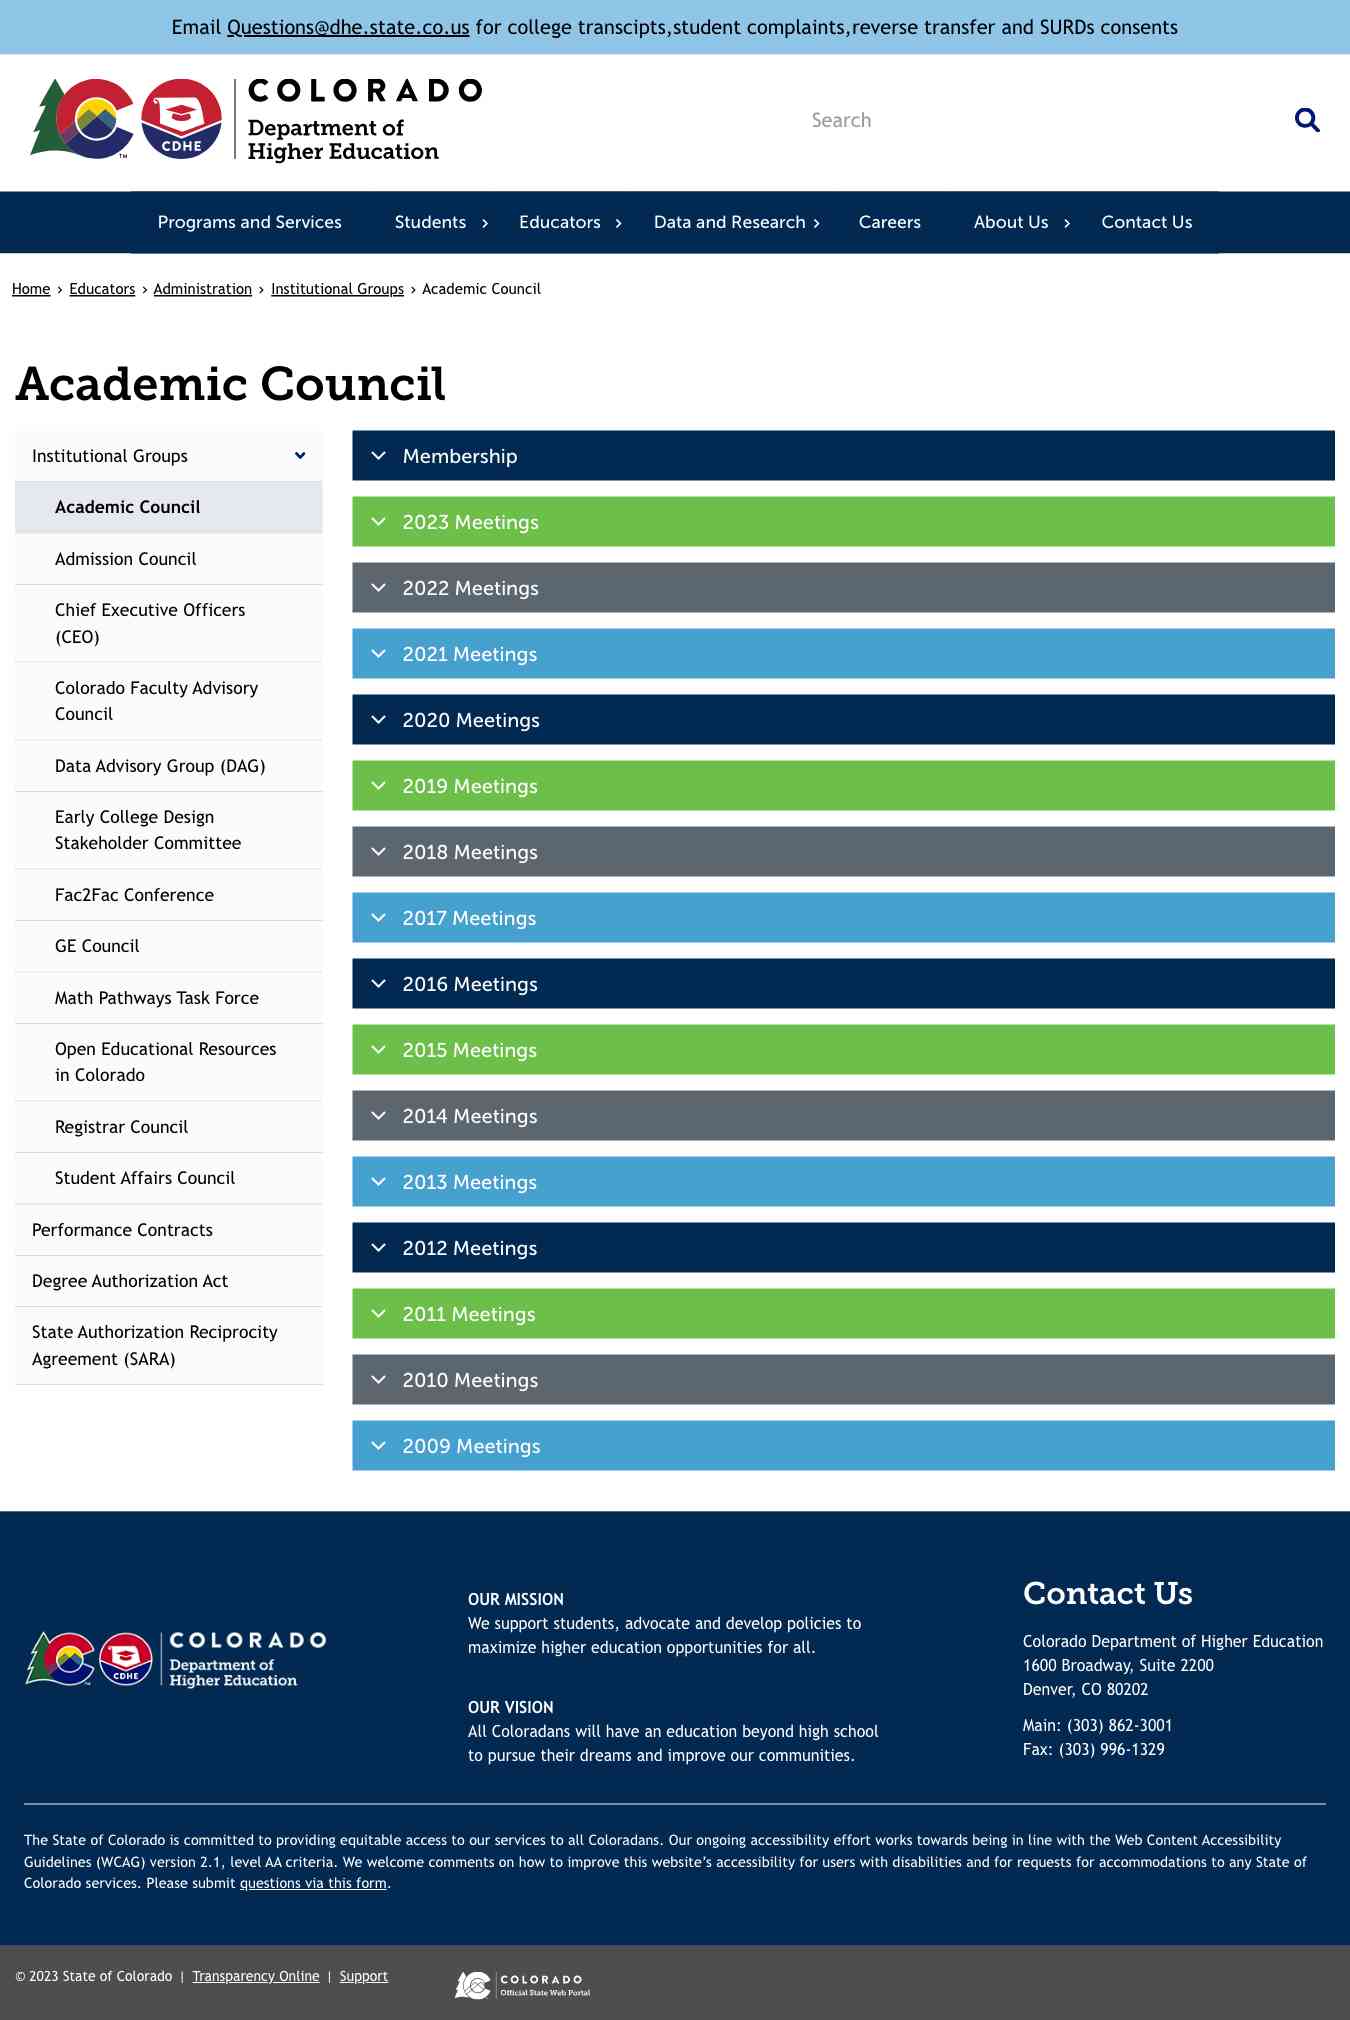 Email Questions@dhe.state.co.us for college transcipts,student complaints,reverse transfer and SURDs consents
CDHE
TM
COLORADO
Department of
Higher Education
Search
Programs and Services Students › Educators › Data and Research › Careers About Us › Contact Us
Home › Educators › Administration › Institutional Groups › Academic Council
Academic Council
Institutional Groups
Academic Council
Admission Council
Chief Executive Officers
(CEO)
Colorado Faculty Advisory
Council
Data Advisory Group (DAG)
Early College Design
Stakeholder Committee
Fac2Fac Conference
GE Council
Math Pathways Task Force
Open Educational Resources
in Colorado
Registrar Council
Student Affairs Council
Performance Contracts
Degree Authorization Act
State Authorization Reciprocity
Agreement (SARA)
Membership
2023 Meetings
2022 Meetings
2021 Meetings
2020 Meetings
2019 Meetings
2018 Meetings
2017 Meetings
2016 Meetings
2015 Meetings
2014 Meetings
2013 Meetings
2012 Meetings
2011 Meetings
2010 Meetings
2009 Meetings
CDHE
COLORADO
Department of
Higher Education
OUR MISSION
We support students, advocate and develop policies to
maximize higher education opportunities for all.
OUR VISION
All Coloradans will have an education beyond high school
to pursue their dreams and improve our communities.
Contact Us
Colorado Department of Higher Education
1600 Broadway, Suite 2200
Denver, CO 80202
Main: (303) 862-3001
Fax: (303) 996-1329
The State of Colorado is committed to providing equitable access to our services to all Coloradans. Our ongoing accessibility effort works towards being in line with the Web Content Accessibility
Guidelines (WCAG) version 2.1, level AA criteria. We welcome comments on how to improve this website's accessibility for users with disabilities and for requests for accommodations to any State of
Colorado services. Please submit questions via this form.
© 2023 State of Colorado | Transparency Online | Support
COLORADO
Official State Web Portal